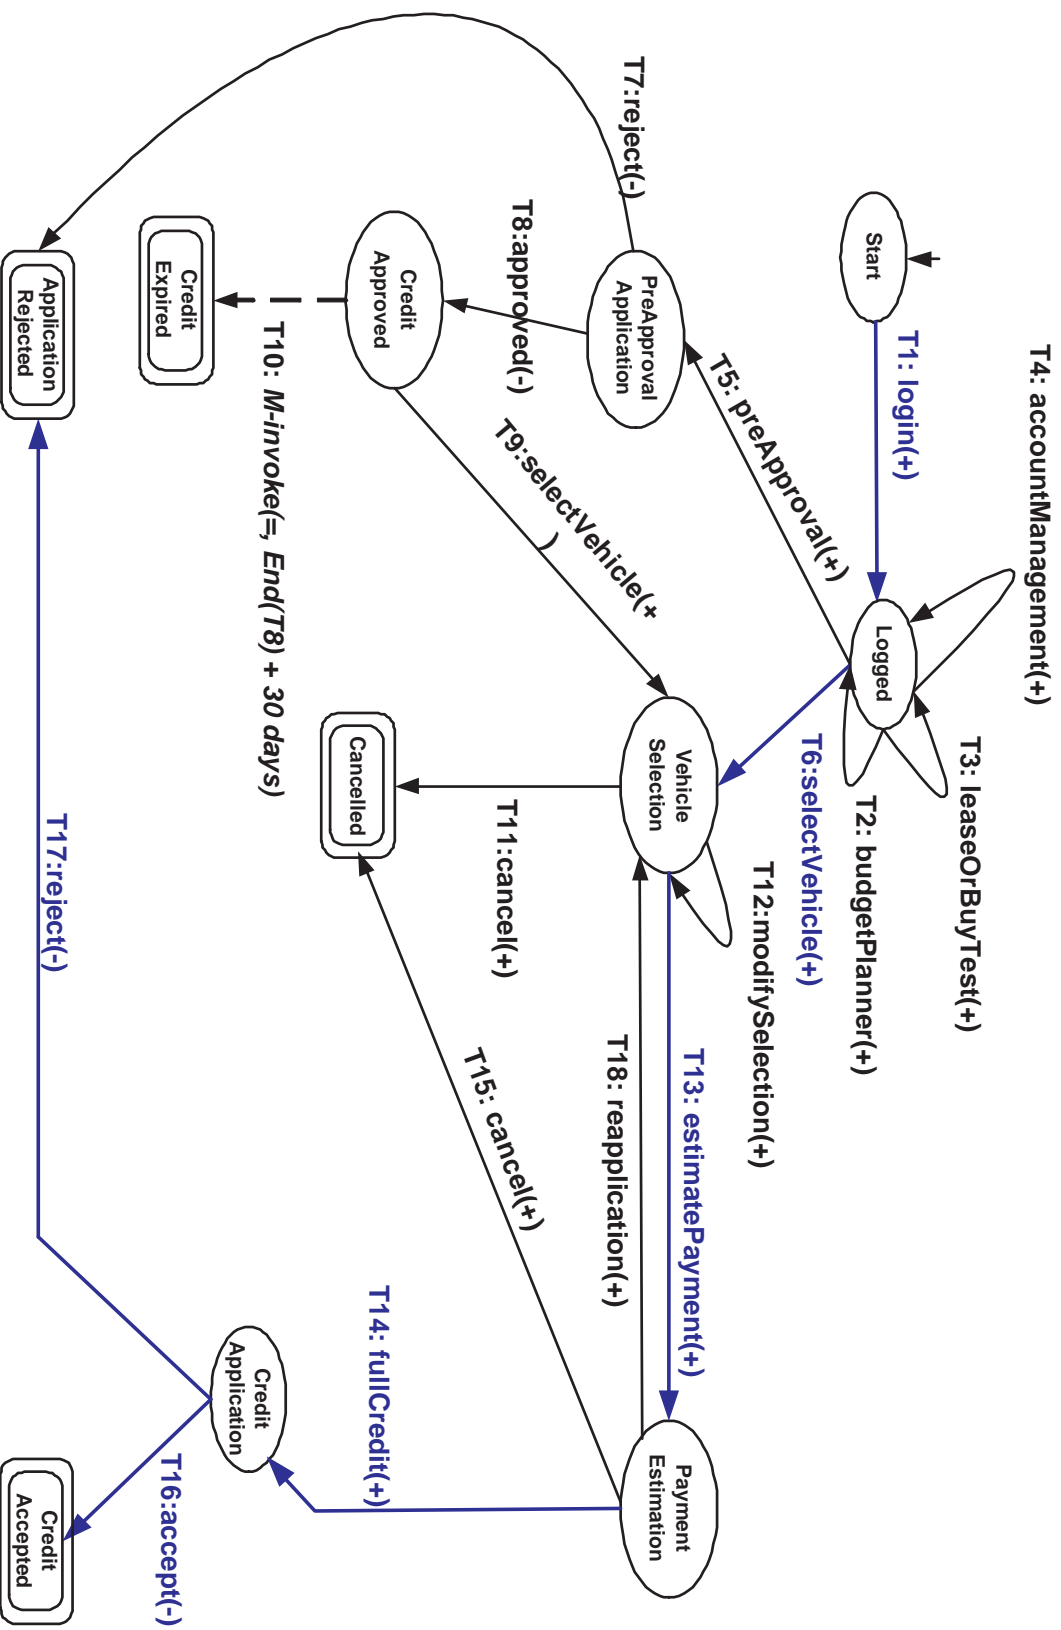 T4: accountManagement(+)
T3: leaseOrBuyTest(+)
T1: login(+)
Start
Logged
T2: budgetPlanner(+)
T6:selectVehicle(+)
T5: preApproval(+)
T12:modifySelection(+)
T7:reject(-)
PreApproval
Application
Vehicle
Selection
T13: estimatePayment(+)
Payment
Estimation
T18: reapplication(+)
T8:approved(-)
T9:selectVehicle(+
)
T11:cancel(+)
T15: cancel(+)
Credit
Approved
Cancelled
T14: fullCredit(+)
T10: M-invoke(=, End(T8) + 30 days)
Credit
Expired
Credit
Application
T16:accept(-)
Application
Rejected
T17:reject(-)
Credit
Accepted